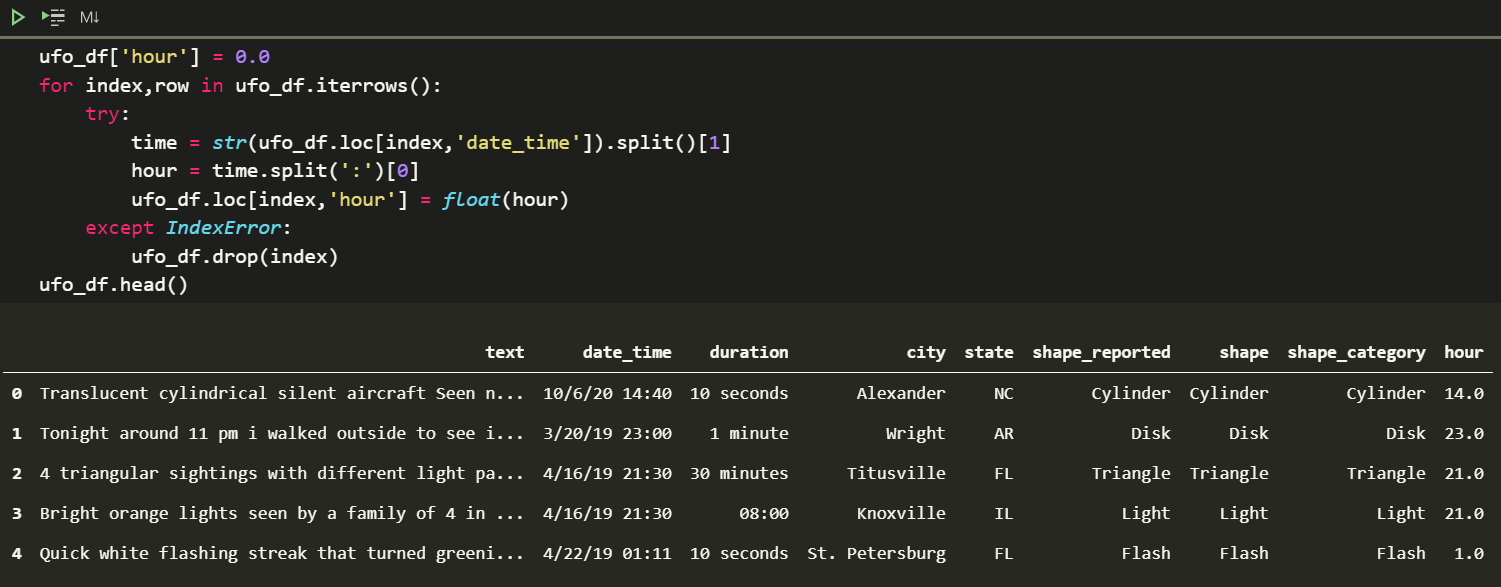 M↓
ufo_df['hour'] = 0.0
for index,row in ufo_df.iterrows():
    try:
        time = str(ufo_df.loc[index,'date_time']).split()[1]
        hour = time.split(':')[0]
        ufo_df.loc[index,'hour'] = float(hour)
    except IndexError:
        ufo_df.drop(index)
ufo_df.head()
text date_time duration city state shape_reported shape shape_category hour
0 Translucent cylindrical silent aircraft Seen n... 10/6/20 14:40 10 seconds Alexander NC Cylinder Cylinder Cylinder 14.0
1 Tonight around 11 pm i walked outside to see i... 3/20/19 23:00 1 minute Wright AR Disk Disk Disk 23.0
2 4 triangular sightings with different light pa... 4/16/19 21:30 30 minutes Titusville FL Triangle Triangle Triangle 21.0
3 Bright orange lights seen by a family of 4 in ... 4/16/19 21:30 08:00 Knoxville IL Light Light Light 21.0
4 Quick white flashing streak that turned greeni... 4/22/19 01:11 10 seconds St. Petersburg FL Flash Flash Flash 1.0